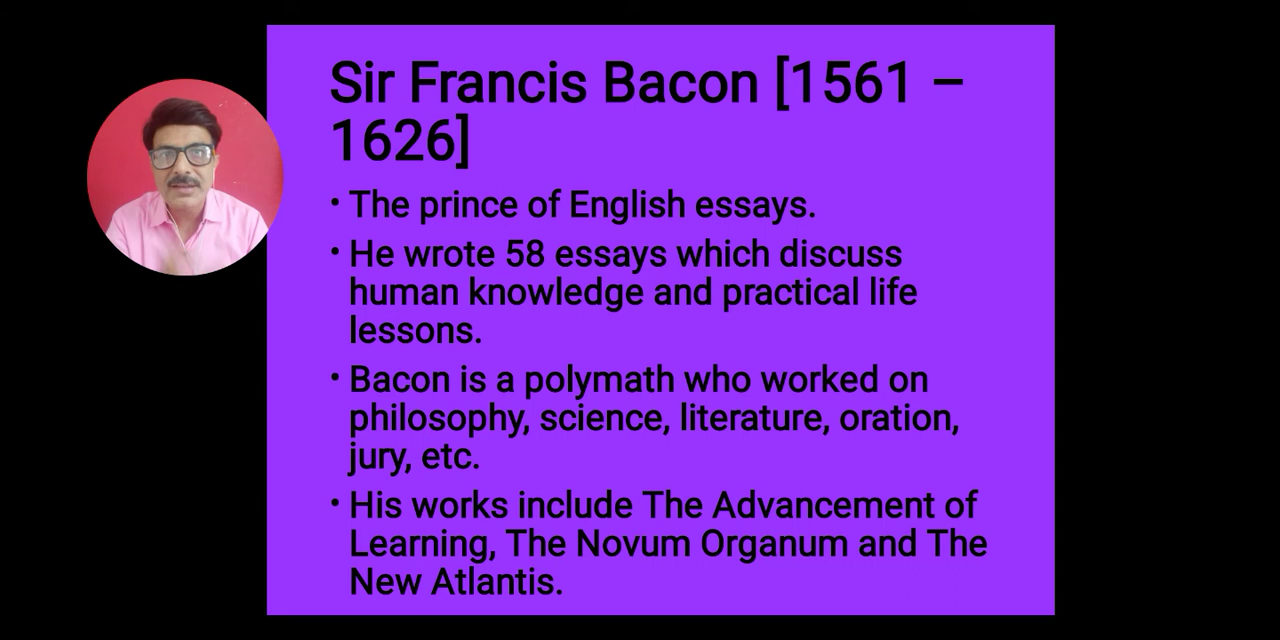 Sir Francis Bacon [1561 –
1626]
• The prince of English essays.
• He wrote 58 essays which discuss
human knowledge and practical life
lessons.
• Bacon is a polymath who worked on
philosophy, science, literature, oration,
jury, etc.
• His works include The Advancement of
Learning, The Novum Organum and The
New Atlantis.